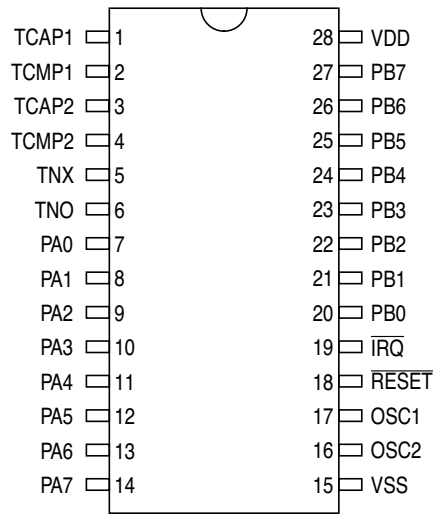 TCAP1 1 28 VDD
TCMP1 2 27 PB7
TCAP2 3 26 PB6
TCMP2 4 25 PB5
TNX 5 24 PB4
TNO 6 23 PB3
PA0 7 22 PB2
PA1 8 21 PB1
PA2 9 20 PB0
PA3 10 19 I̅R̅Q̅
PA4 11 18 R̅E̅S̅E̅T̅
PA5 12 17 OSC1
PA6 13 16 OSC2
PA7 14 15 VSS